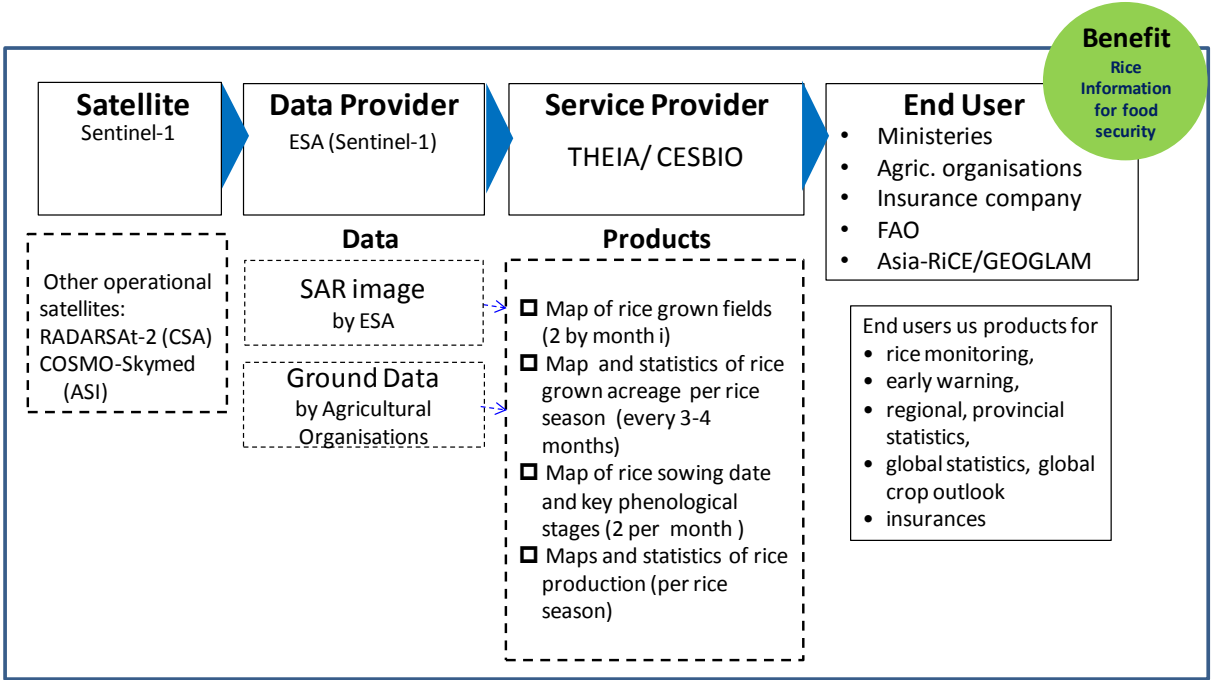 Benefit
Rice
Information
for food
security
Satellite
Sentinel-1
Data Provider
ESA (Sentinel-1)
Service Provider
THEIA/ CESBIO
End User
• Ministeries
• Agric. organisations
• Insurance company
• FAO
• Asia-RiCE/GEOGLAM
Other operational
satellites:
RADARSAt-2 (CSA)
COSMO-Skymed
(ASI)
Data
SAR image
by ESA
Ground Data
by Agricultural
Organisations
Products
❑ Map of rice grown fields
(2 by month i)
❑ Map and statistics of rice
grown acreage per rice
season (every 3-4
months)
❑ Map of rice sowing date
and key phenological
stages (2 per month )
❑ Maps and statistics of rice
production (per rice
season)
End users us products for
• rice monitoring,
• early warning,
• regional, provincial
statistics,
• global statistics, global
crop outlook
• insurances